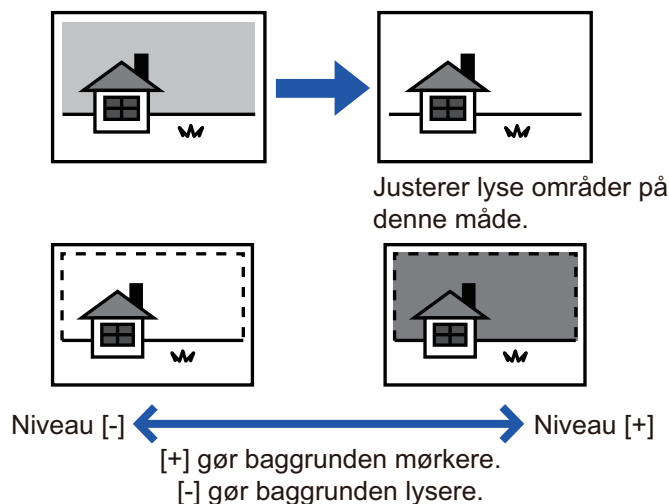 Justerer lyse områder på
denne måde.
Niveau [-]
Niveau [+]
[+] gør baggrunden mørkere.
[-] gør baggrunden lysere.